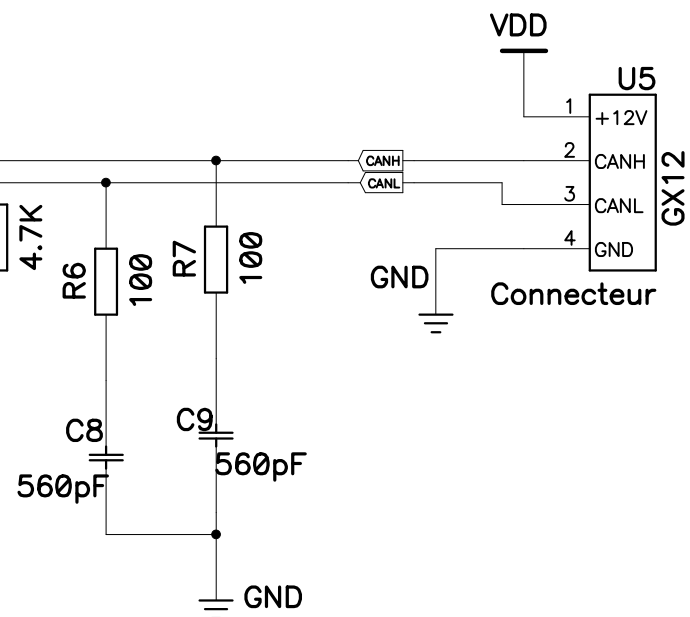 VDD
U5
1
+12V
CANH
2
CANH
CANL
3
CANL
GX12
4
GND
GND
Connecteur
4.7K
R6
100
R7
100
C8
560pF
C9
560pF
GND